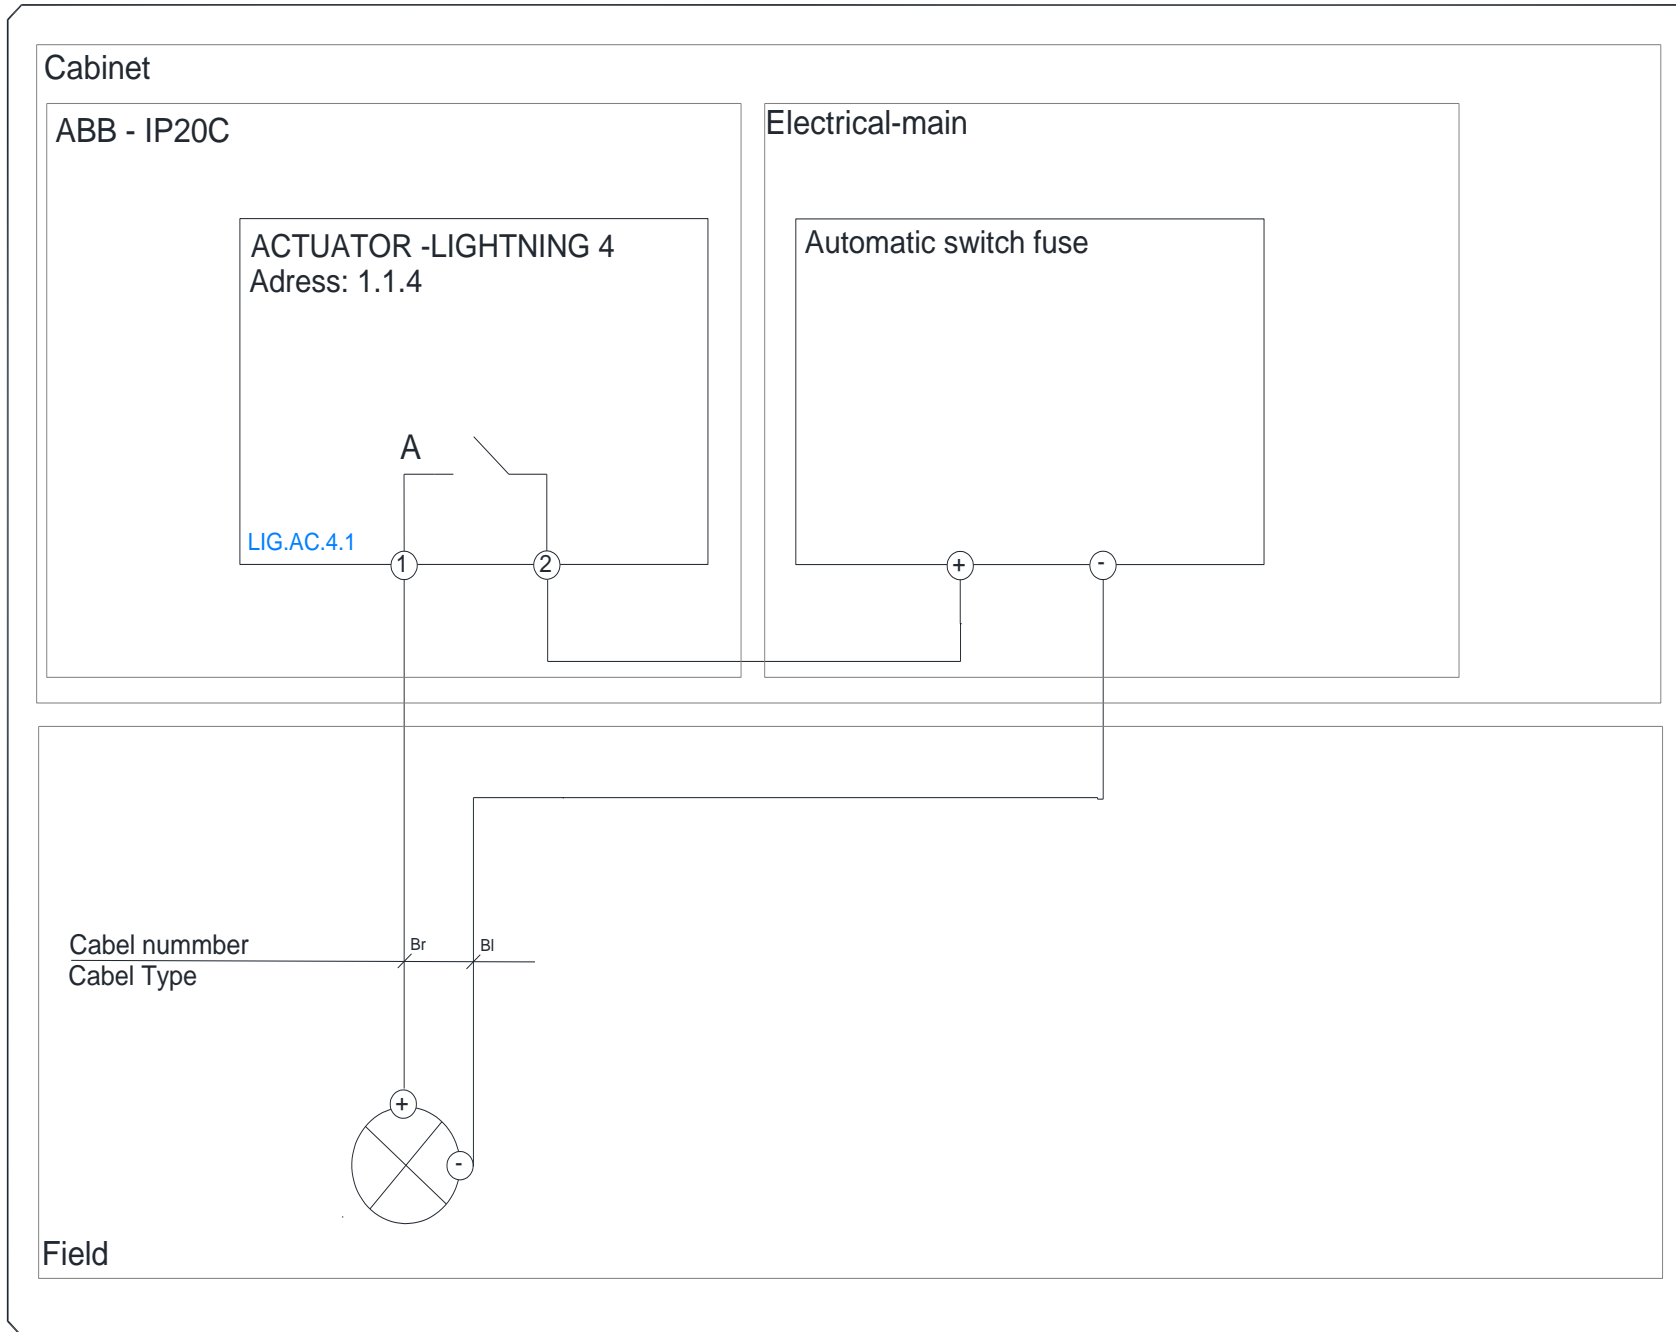 Cabinet
ABB - IP20C
Electrical-main
ACTUATOR -LIGHTNING 4
Adress: 1.1.4
Automatic switch fuse
A
LIG.AC.4.1
1
2
+
-
Cabel nummber
Br
Bl
Cabel Type
+
-
Field